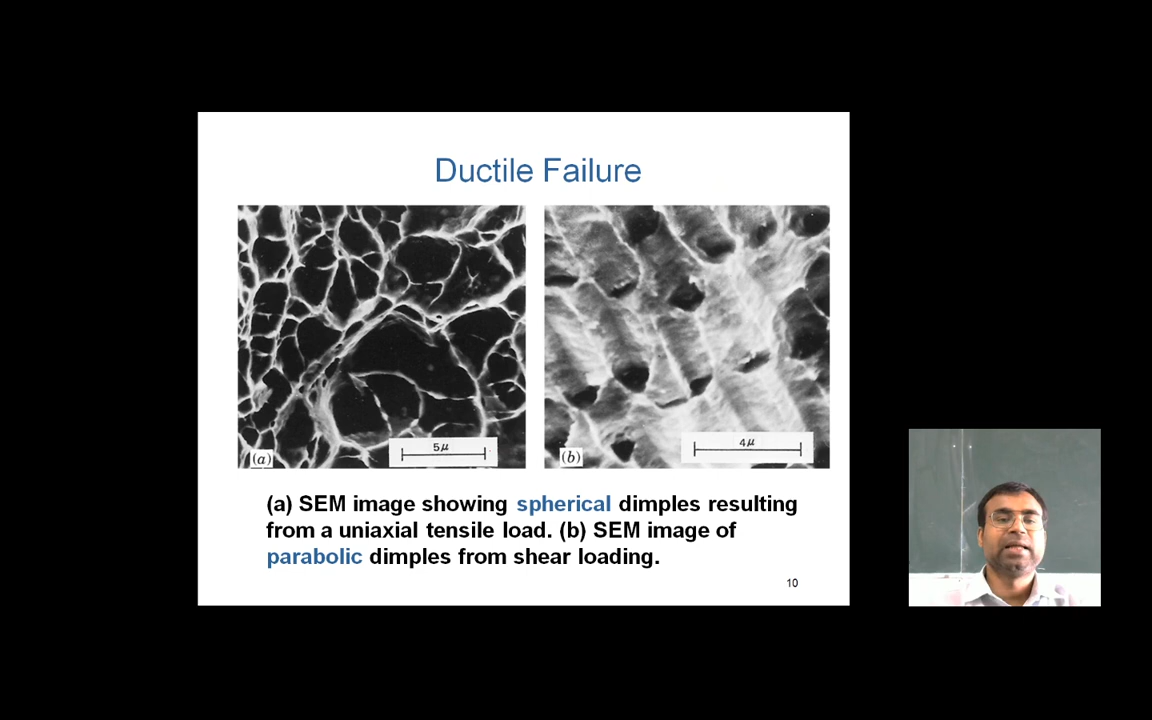 Ductile Failure
5μ
(a)
4μ
(b)
(a) SEM image showing spherical dimples resulting
from a uniaxial tensile load. (b) SEM image of
parabolic dimples from shear loading.
10